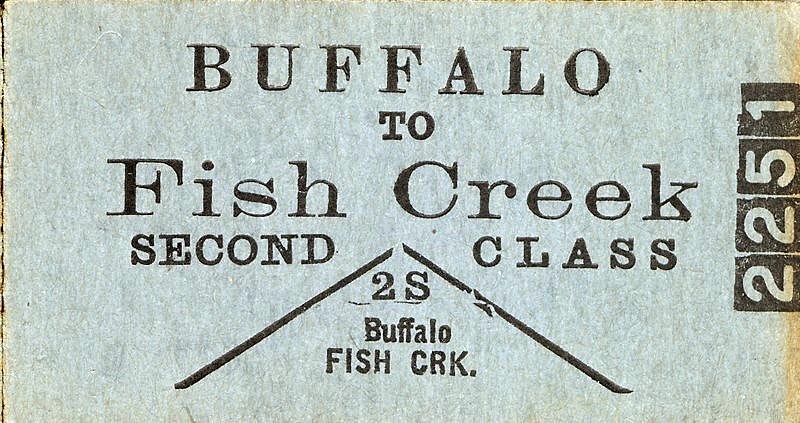 BUFFALO
TO
Fish Creek
SECOND CLASS
2S
Buffalo
FISH CRK.
2251